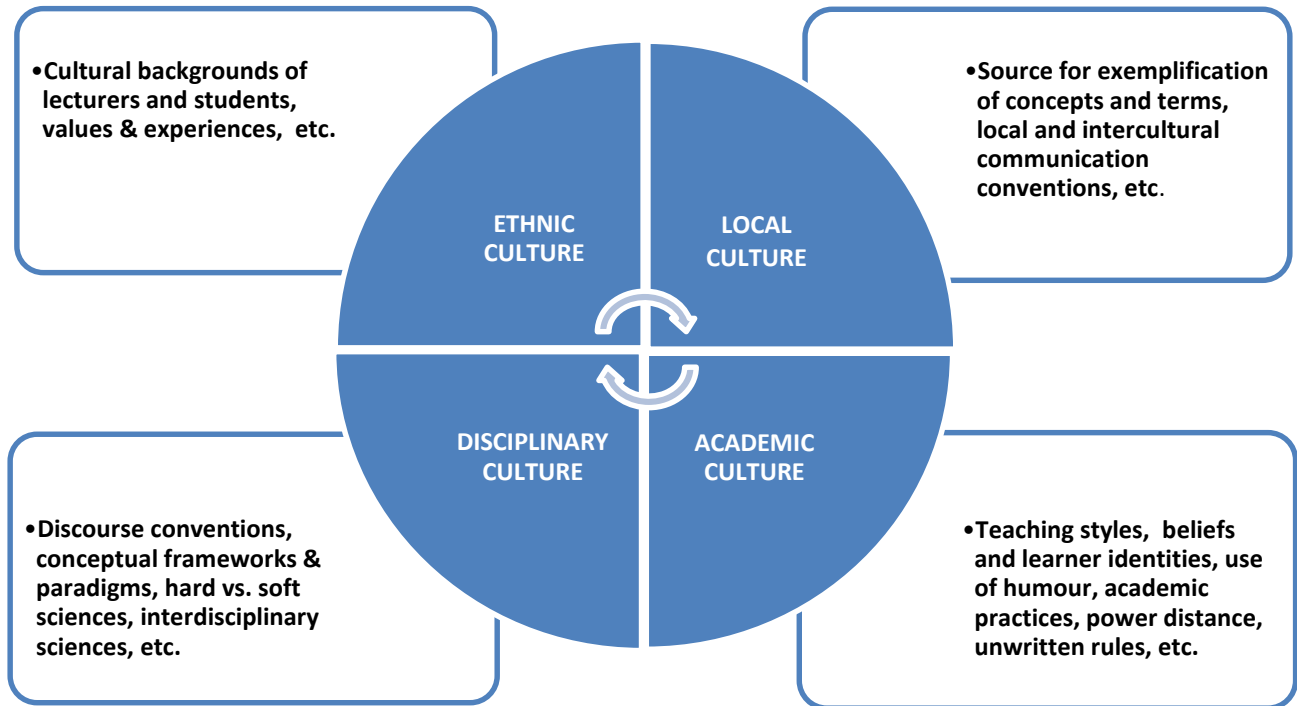 •Cultural backgrounds of
lecturers and students,
values & experiences, etc.
•Source for exemplification
of concepts and terms,
local and intercultural
communication
conventions, etc.
ETHNIC
CULTURE
LOCAL
CULTURE
DISCIPLINARY
CULTURE
ACADEMIC
CULTURE
•Discourse conventions,
conceptual frameworks &
paradigms, hard vs. soft
sciences, interdisciplinary
sciences, etc.
•Teaching styles, beliefs
and learner identities, use
of humour, academic
practices, power distance,
unwritten rules, etc.